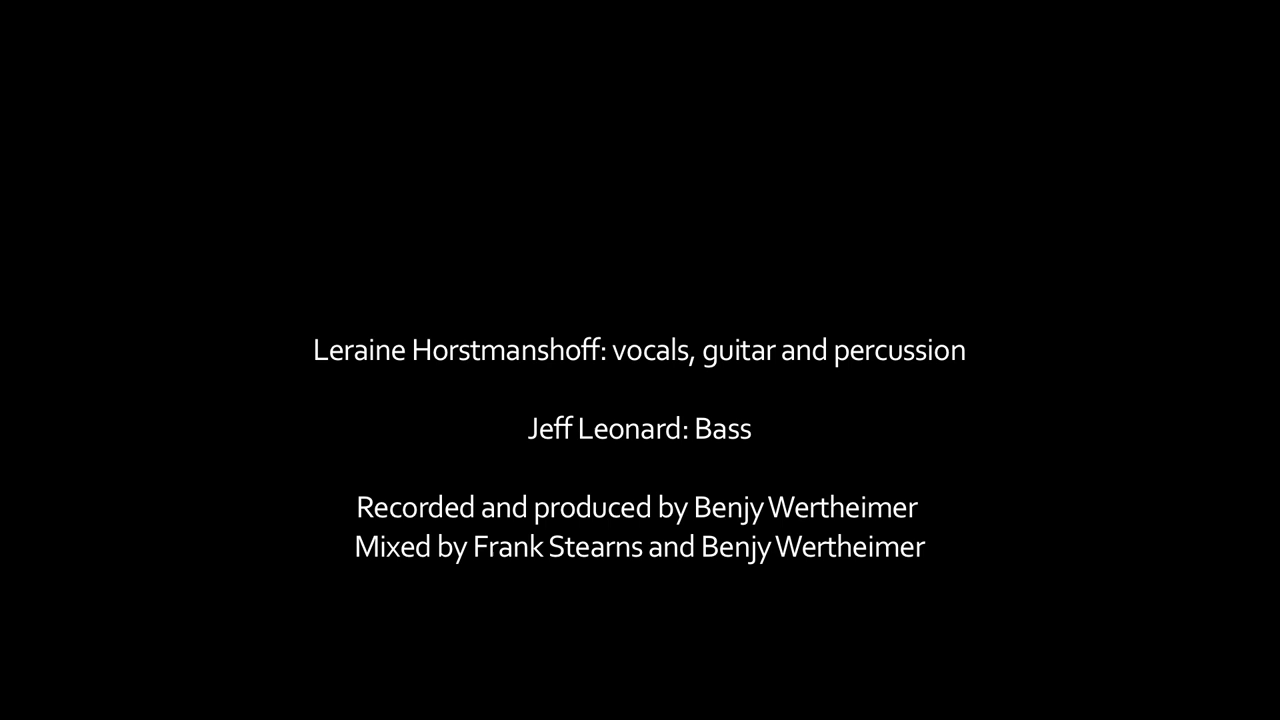 Leraine Horstmanshoff: vocals, guitar and percussion
Jeff Leonard: Bass
Recorded and produced by Benjy Wertheimer
Mixed by Frank Stearns and Benjy Wertheimer